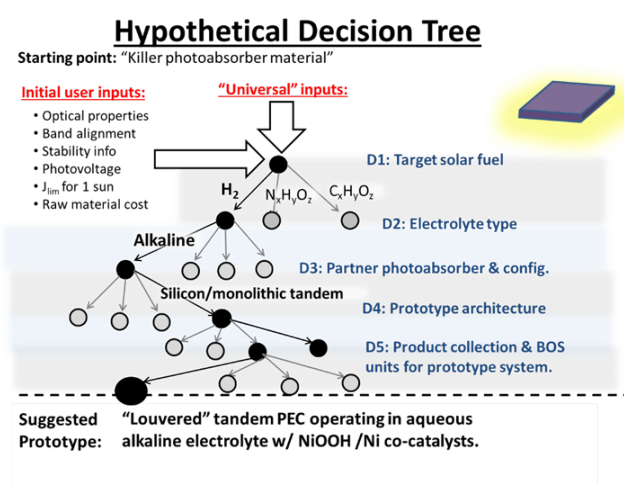 Hypothetical Decision Tree
Starting point: “Killer photoabsorber material”
Initial user inputs:
“Universal” inputs:
• Optical properties
• Band alignment
• Stability info
• Photovoltage
• Jlim for 1 sun
• Raw material cost
D1: Target solar fuel
H2
NxHyOz
CxHyOz
D2: Electrolyte type
Alkaline
D3: Partner photoabsorber & config.
Silicon/monolithic tandem
D4: Prototype architecture
D5: Product collection & BOS
units for prototype system.
Suggested “Louvered” tandem PEC operating in aqueous
Prototype: alkaline electrolyte w/ NiOOH /Ni co-catalysts.